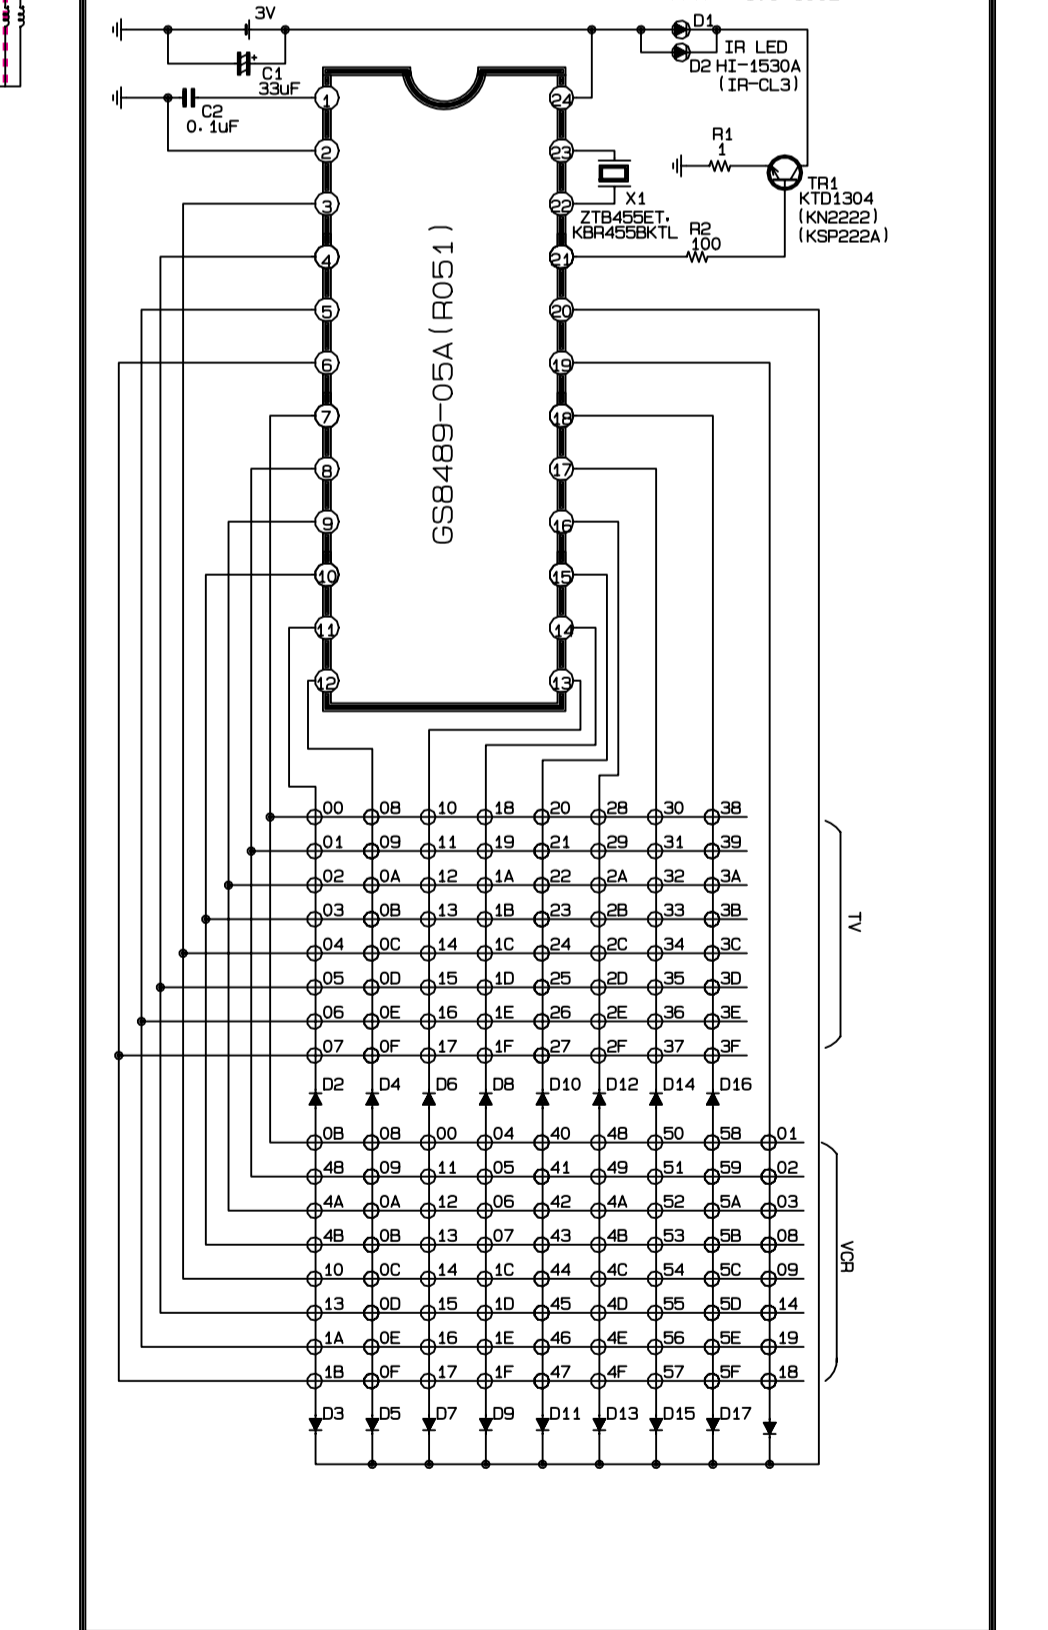 3V
D1
IR LED
D2 HI-1530A
(IR-CL3)
C1
33uF
C2
0.1uF
R1
1
TR1
KTD1304
(KN2222)
(KSP222A)
X1
ZTB455ET.
KBR455BKTL
R2
100
1 24
2 23
3 22
4 21
5 20
6 19
7 18
8 17
9 16
10 15
11 14
12 13
GS8489-05A(R051)
00 08 10 18 20 28 30 38
01 09 11 19 21 29 31 39
02 0A 12 1A 22 2A 32 3A
03 0B 13 1B 23 2B 33 3B
04 0C 14 1C 24 2C 34 3C
05 0D 15 1D 25 2D 35 3D
06 0E 16 1E 26 2E 36 3E
07 0F 17 1F 27 2F 37 3F
TV
D2 D4 D6 D8 D10 D12 D14 D16
0B 08 00 04 40 48 50 58 01
48 09 11 05 41 49 51 59 02
4A 0A 12 06 42 4A 52 5A 03
4B 0B 13 07 43 4B 53 5B 08
10 0C 14 1C 44 4C 54 5C 09
13 0D 15 1D 45 4D 55 5D 14
1A 0E 16 1E 46 4E 56 5E 19
1B 0F 17 1F 47 4F 57 5F 18
VCR
D3 D5 D7 D9 D11 D13 D15 D17